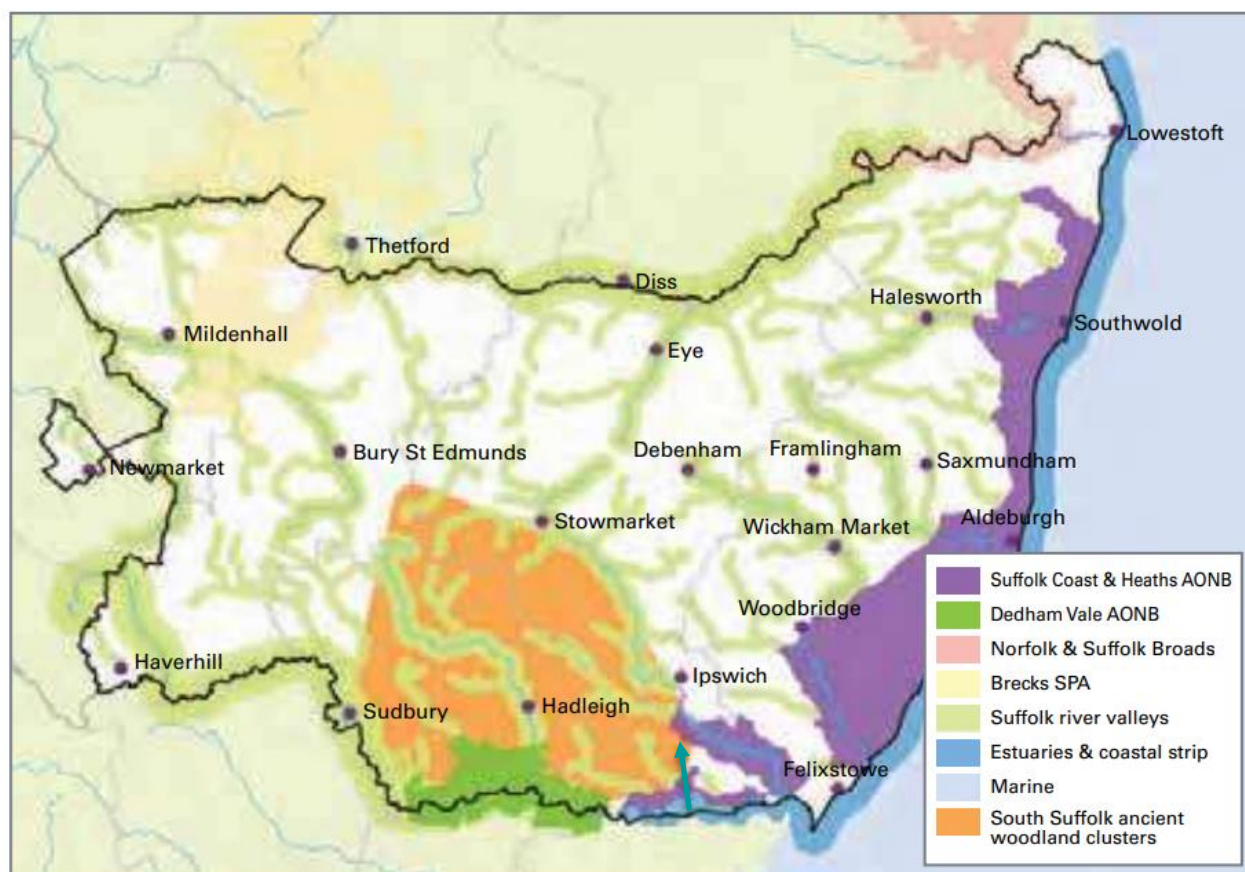 Lowestoft
Thetford
Diss
Halesworth
Southwold
Mildenhall
Eye
Bury St Edmunds
Debenham
Framlingham
Saxmundham
Newmarket
Stowmarket
Wickham Market
Aldeburgh
Woodbridge
Haverhill
Ipswich
Sudbury
Hadleigh
Felixstowe
Suffolk Coast & Heaths AONB
Dedham Vale AONB
Norfolk & Suffolk Broads
Brecks SPA
Suffolk river valleys
Estuaries & coastal strip
Marine
South Suffolk ancient
woodland clusters